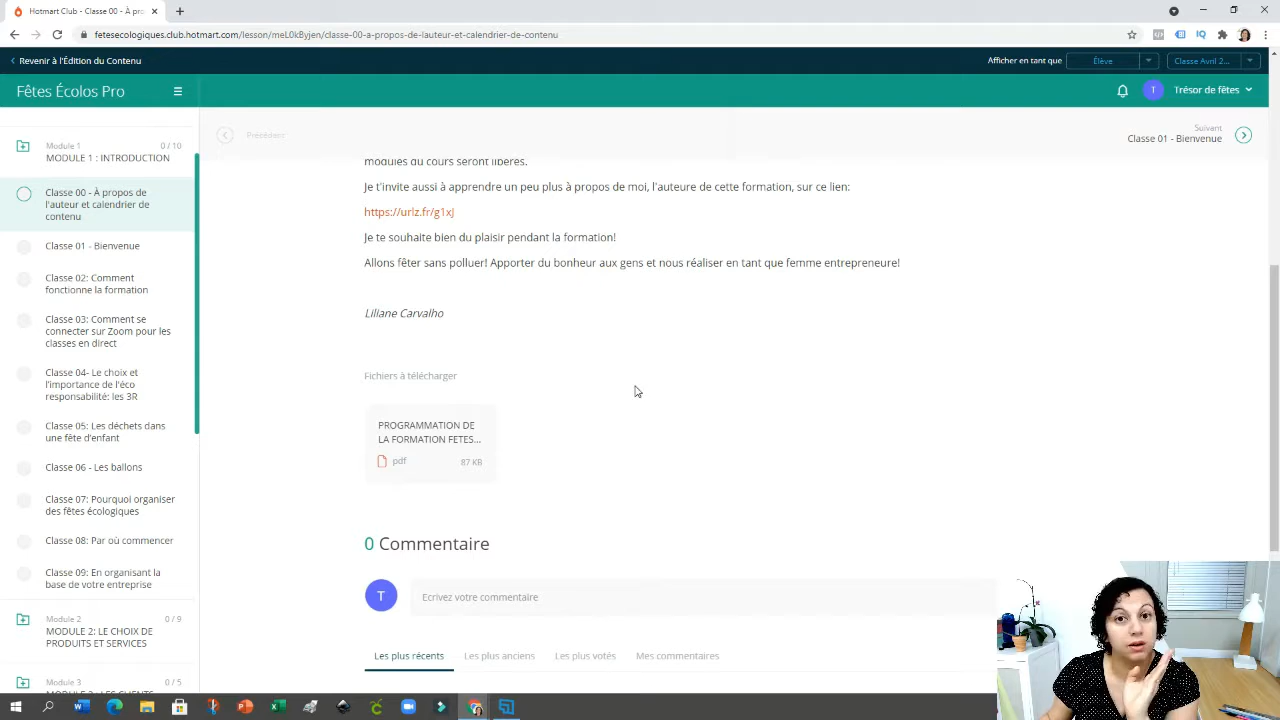 Hotmart Club - Classe 00 - À pro
fetesecologiques.club.hotmart.com/lesson/meL0kByjen/classe-00-a-propos-de-lauteur-et-calendrier-de-contenu
Revenir à l'Édition du Contenu
Afficher en tant que
Élève
Classe Avril 2...
Fêtes Écolos Pro
T
Trésor de fêtes
Précédent
Suivant
Classe 01 - Bienvenue
Module 1
0 / 10
MODULE 1 : INTRODUCTION
Classe 00 - À propos de
l'auteur et calendrier de
contenu
Classe 01 - Bienvenue
Classe 02: Comment
fonctionne la formation
Classe 03: Comment se
connecter sur Zoom pour les
classes en direct
Classe 04- Le choix et
l'importance de l'éco
responsabilité: les 3R
Classe 05: Les déchets dans
une fête d'enfant
Classe 06 - Les ballons
Classe 07: Pourquoi organiser
des fêtes écologiques
Classe 08: Par où commencer
Classe 09: En organisant la
base de votre entreprise
Module 2
0 / 9
MODULE 2: LE CHOIX DE
PRODUITS ET SERVICES
Module 3
0 / 5
modules du cours seront libérés.
Je t'invite aussi à apprendre un peu plus à propos de moi, l'auteure de cette formation, sur ce lien:
https://urlz.fr/g1xJ
Je te souhaite bien du plaisir pendant la formation!
Allons fêter sans polluer! Apporter du bonheur aux gens et nous réaliser en tant que femme entrepreneure!
Liliane Carvalho
Fichiers à télécharger
PROGRAMMATION DE
LA FORMATION FETES...
pdf
87 KB
0 Commentaire
T
Ecrivez votre commentaire
Les plus récents
Les plus anciens
Les plus votés
Mes commentaires